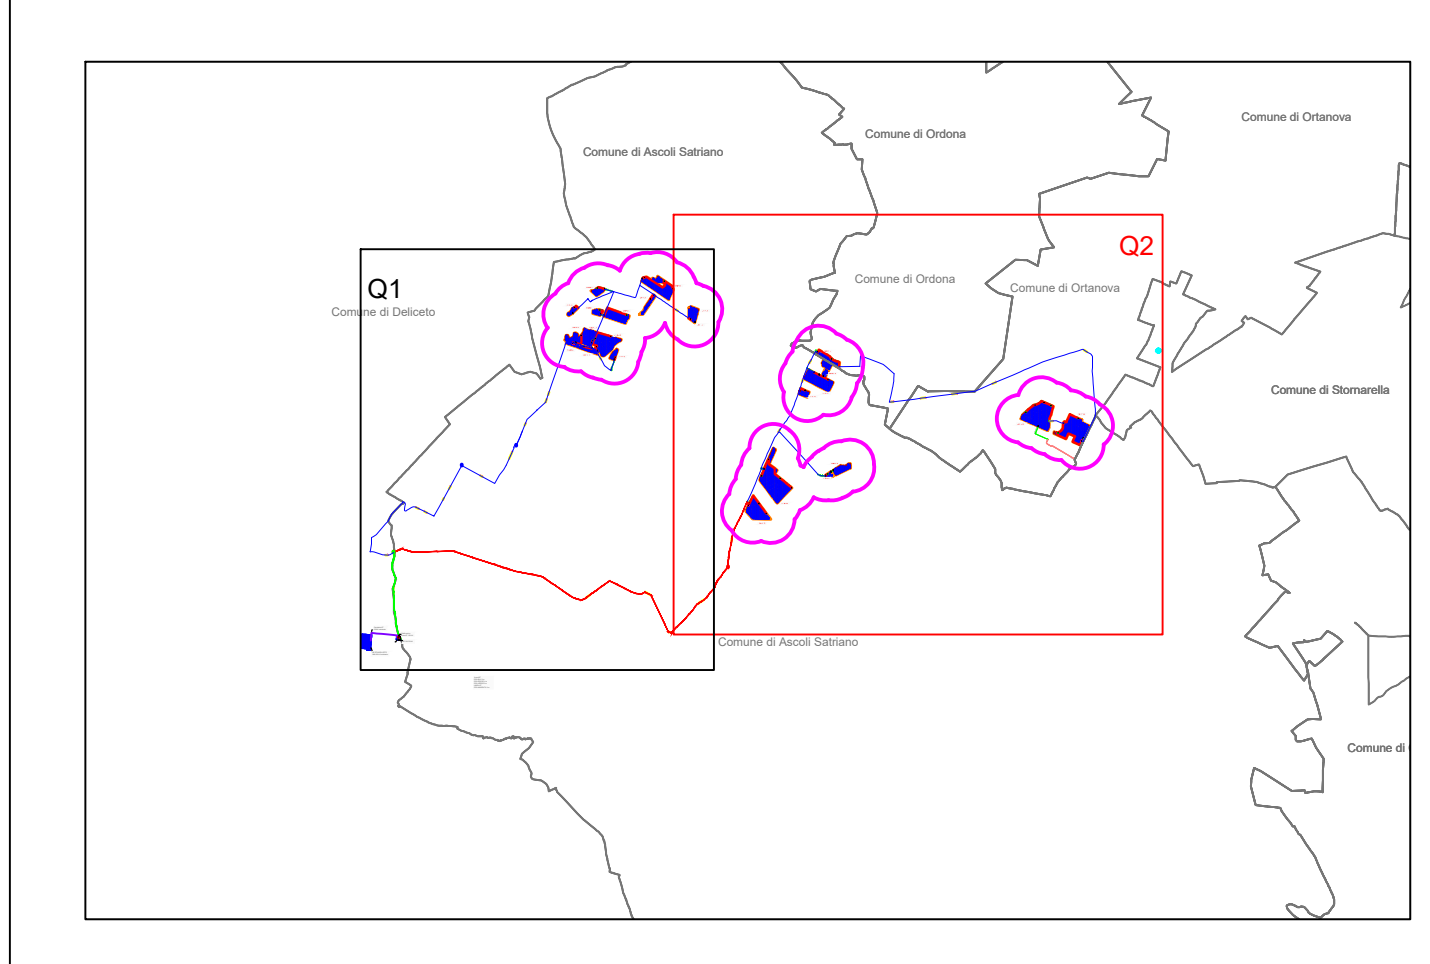 Comune di Ortanova
Comune di Ordona
Comune di Ascoli Satriano
Q2
Comune di Ordona
Comune di Ortanova
Q1
Comune di Deliceto
Comune di Stornarella
Comune di Ascoli Satriano
Comune di